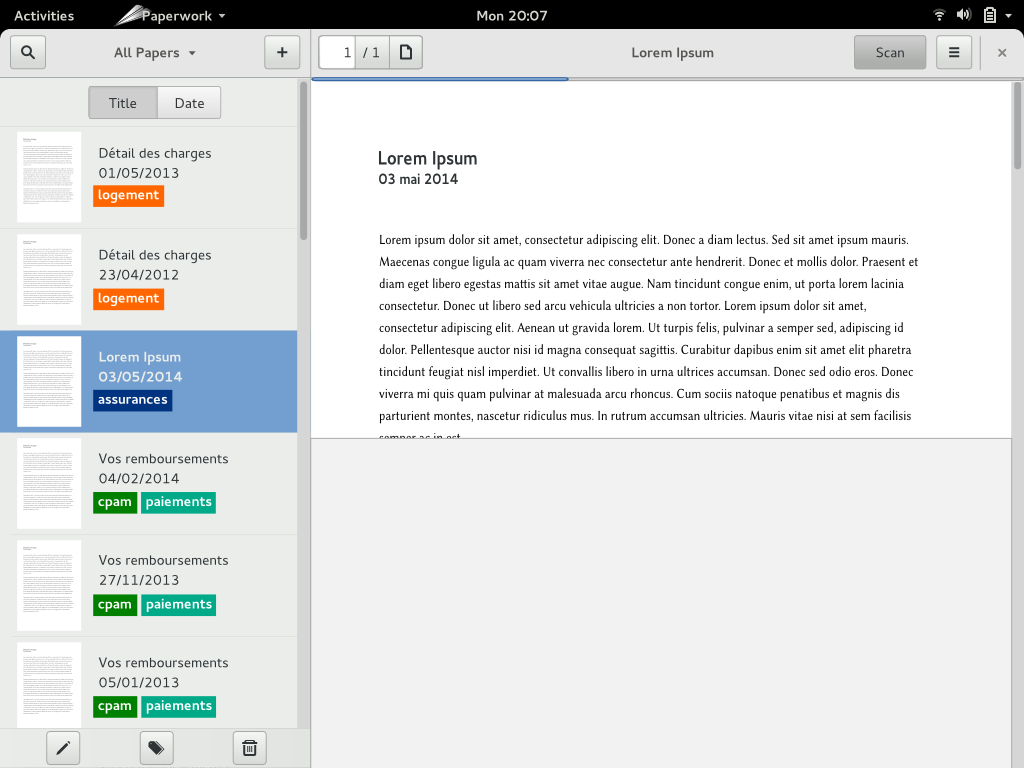 Activities
Paperwork
Mon 20:07
All Papers
+
1 / 1
Lorem Ipsum
Scan
Title
Date
Détail des charges
01/05/2013
logement
Détail des charges
23/04/2012
logement
Lorem Ipsum
03/05/2014
assurances
Vos remboursements
04/02/2014
cpam paiements
Vos remboursements
27/11/2013
cpam paiements
Vos remboursements
05/01/2013
cpam paiements
Lorem Ipsum
03 mai 2014
Lorem ipsum dolor sit amet, consectetur adipiscing elit. Donec a diam lectus. Sed sit amet ipsum mauris.
Maecenas congue ligula ac quam viverra nec consectetur ante hendrerit. Donec et mollis dolor. Praesent et
diam eget libero egestas mattis sit amet vitae augue. Nam tincidunt congue enim, ut porta lorem lacinia
consectetur. Donec ut libero sed arcu vehicula ultricies a non tortor. Lorem ipsum dolor sit amet,
consectetur adipiscing elit. Aenean ut gravida lorem. Ut turpis felis, pulvinar a semper sed, adipiscing id
dolor. Pellentesque auctor nisi id magna consequat sagittis. Curabitur dapibus enim sit amet elit pharetra
tincidunt feugiat nisl imperdiet. Ut convallis libero in urna ultrices accumsan. Donec sed odio eros. Donec
viverra mi quis quam pulvinar at malesuada arcu rhoncus. Cum sociis natoque penatibus et magnis dis
parturient montes, nascetur ridiculus mus. In rutrum accumsan ultricies. Mauris vitae nisi at sem facilisis
semper ac in est.